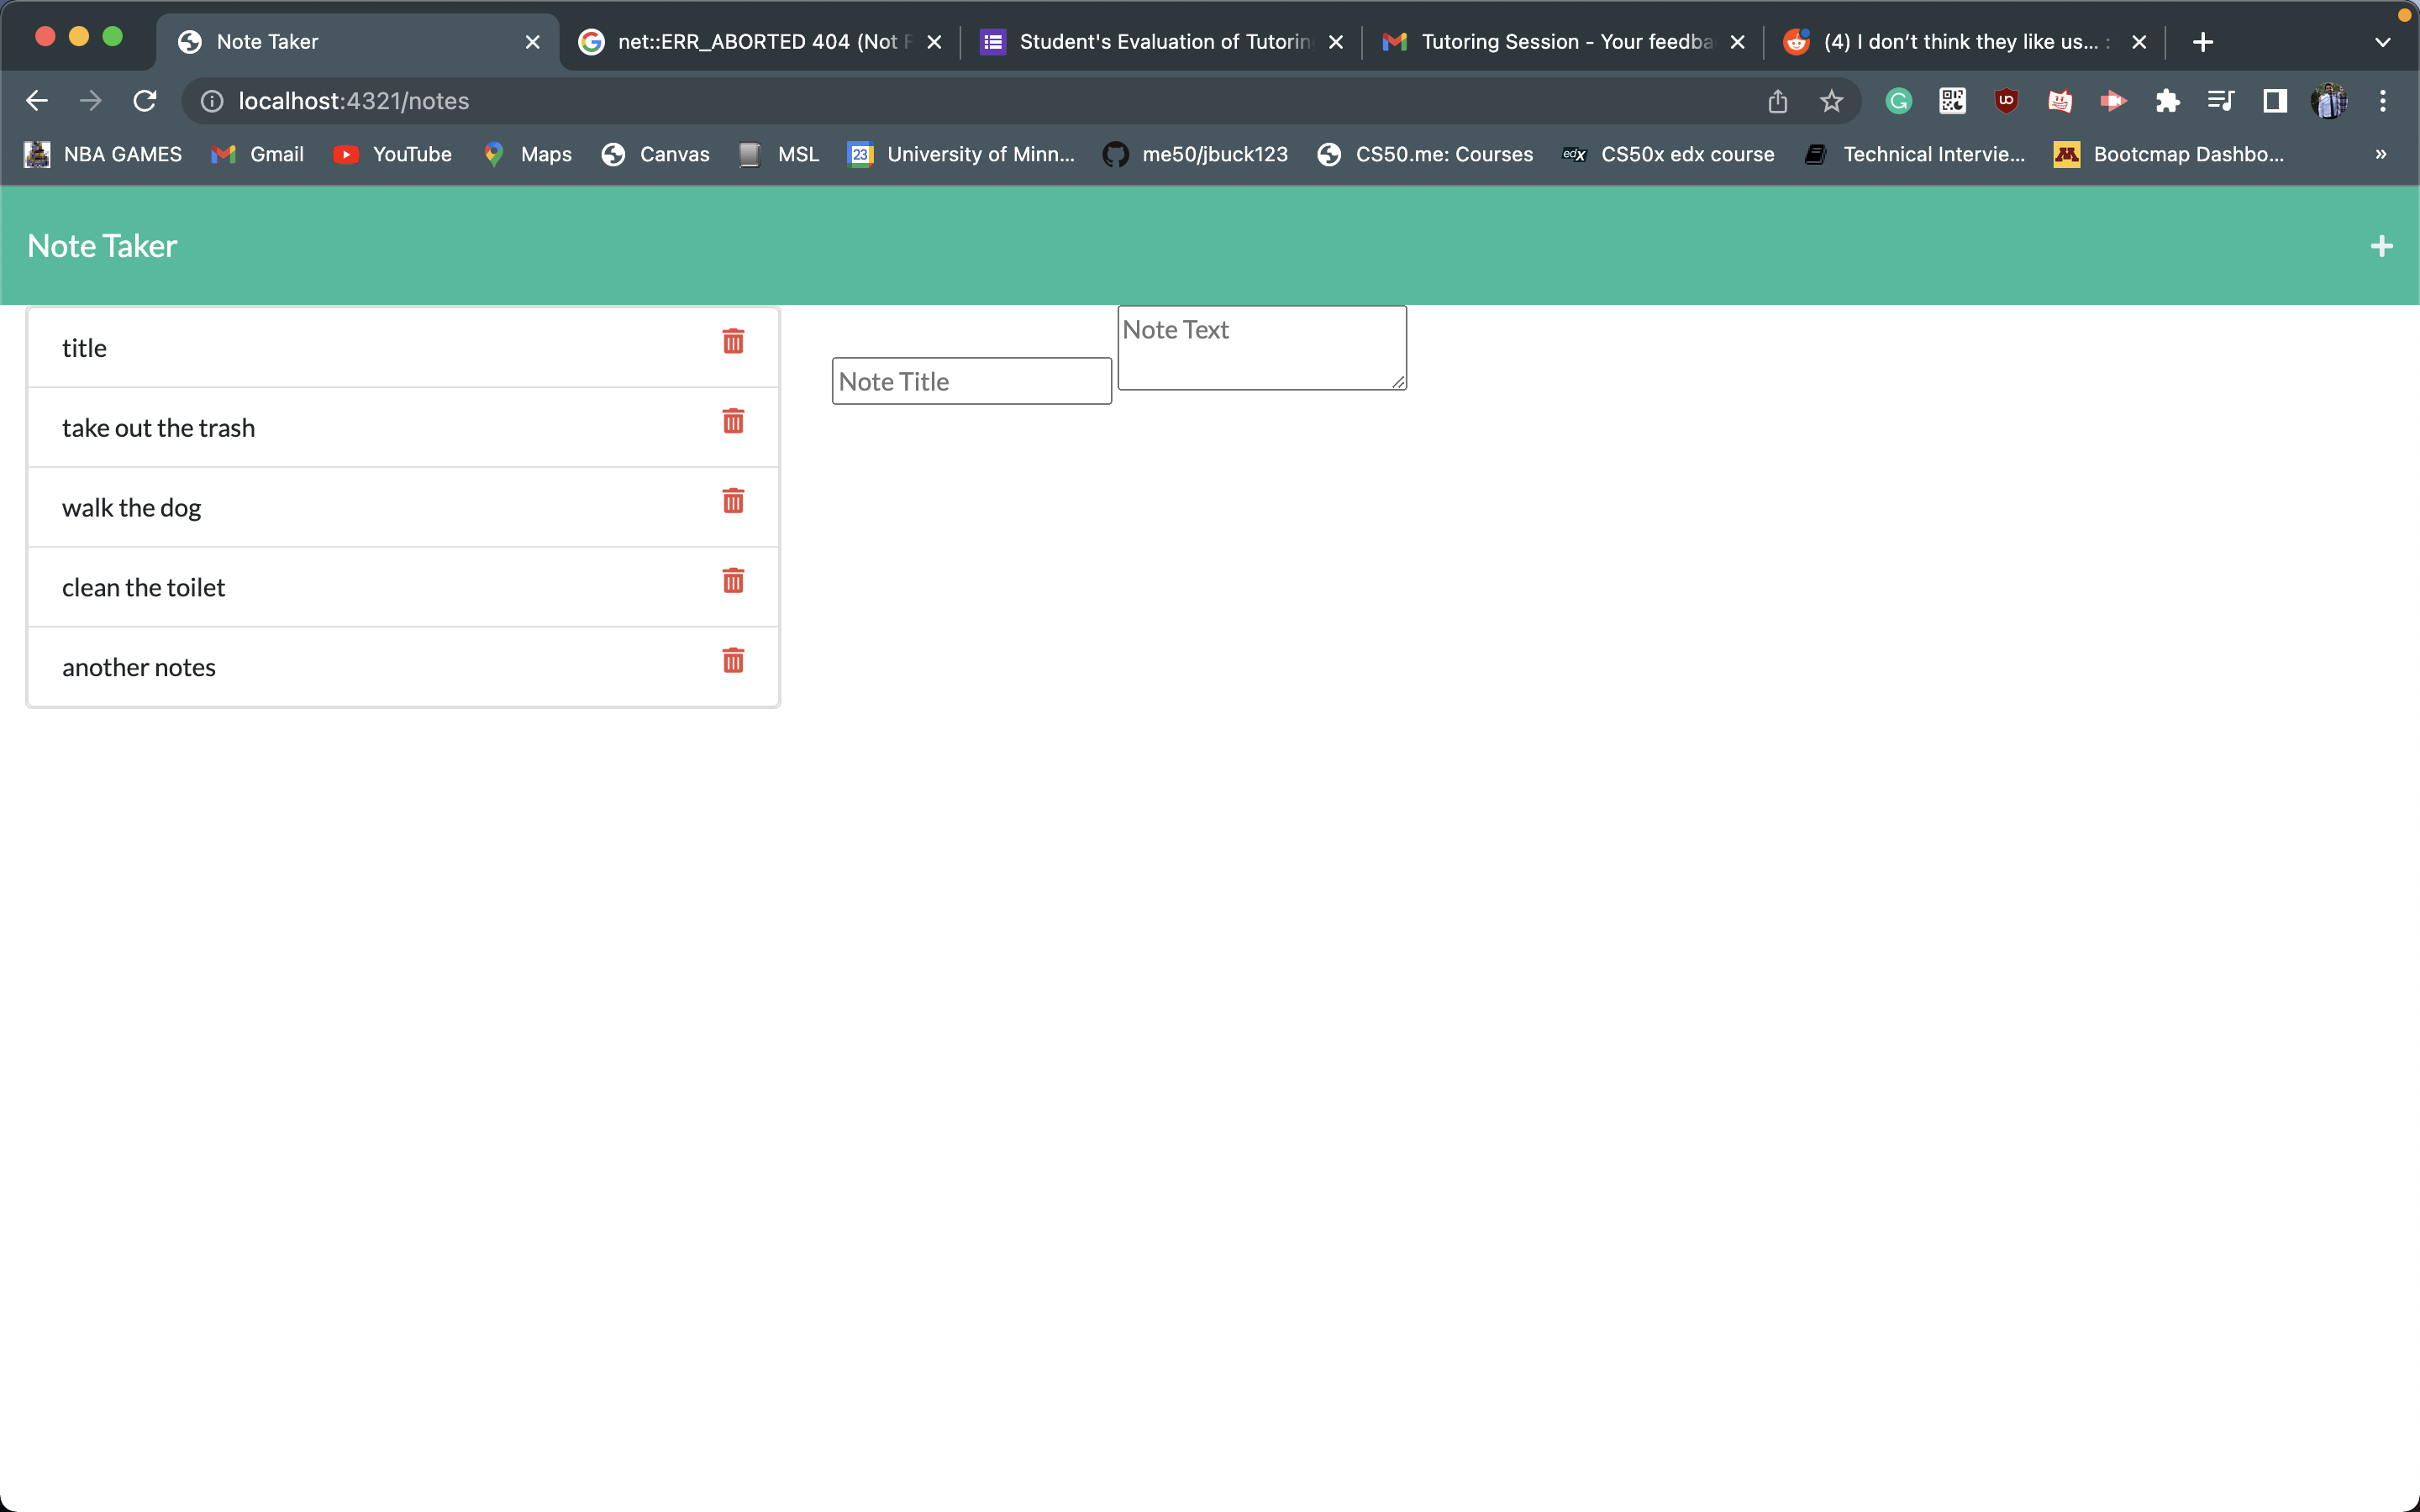 Note Taker
net::ERR_ABORTED 404 (Not F
Student's Evaluation of Tutorin
Tutoring Session - Your feedba
(4) I don’t think they like us... :
localhost:4321/notes
NBA GAMES
Gmail
YouTube
Maps
Canvas
MSL
23
University of Minn...
me50/jbuck123
CS50.me: Courses
edX
CS50x edx course
Technical Intervie...
Bootcmap Dashbo...
»
Note Taker
+
title
take out the trash
walk the dog
clean the toilet
another notes
Note Title
Note Text